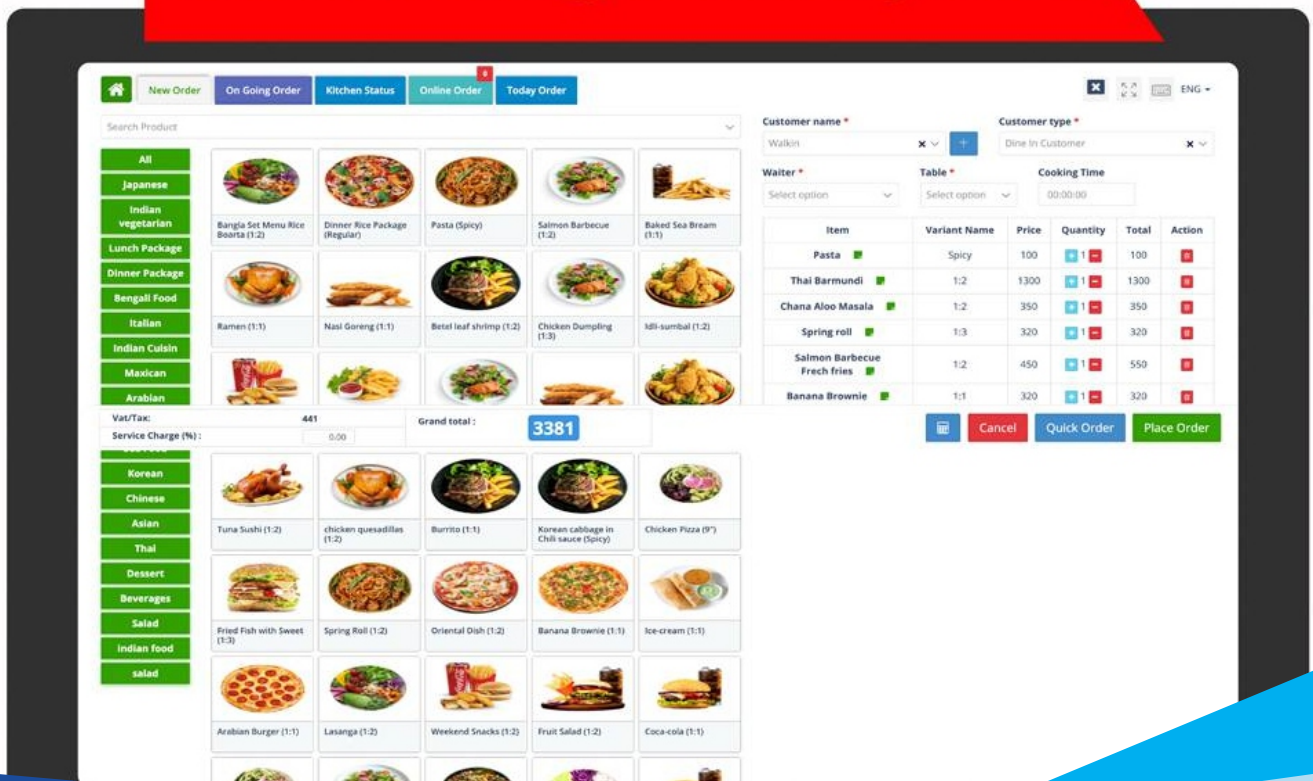 New Order
On Going Order
Kitchen Status
Online Order
0
Today Order
ENG
Search Product
Customer name *
Customer type *
Walkin
Dine In Customer
Waiter *
Table *
Cooking Time
Select option
Select option
00:00:00
All
Japanese
Indian
vegetarian
Lunch Package
Dinner Package
Bengali Food
Italian
Indian Cuisin
Maxican
Arabian
Bangla Set Menu Rice
Boarta (1:2)
Dinner Rice Package
(Regular)
Pasta (Spicy)
Salmon Barbecue
(1:2)
Baked Sea Bream
(1:1)
Ramen (1:1)
Nasi Goreng (1:1)
Betel leaf shrimp (1:2)
Chicken Dumpling
(1:3)
Idli-sumbal (1:2)
Item Variant Name Price Quantity Total Action
Pasta Spicy 100 1 100
Thai Barmundi 1:2 1300 1 1300
Chana Aloo Masala 1:2 350 1 350
Spring roll 1:3 320 1 320
Salmon Barbecue
Frech fries 1:2 450 1 550
Banana Brownie 1:1 320 1 320
Vat/Tax: 441
Service Charge (%) : 0.00
Grand total : 3381
Cancel
Quick Order
Place Order
Korean
Chinese
Asian
Thai
Dessert
Beverages
Salad
indian food
salad
Tuna Sushi (1:2)
chicken quesadillas
(1:2)
Burrito (1:1)
Korean cabbage in
Chili sauce (Spicy)
Chicken Pizza (9")
Fried Fish with Sweet
(1:3)
Spring Roll (1:2)
Oriental Dish (1:2)
Banana Brownie (1:1)
Ice-cream (1:1)
Arabian Burger (1:1)
Lasanga (1:2)
Weekend Snacks (1:2)
Fruit Salad (1:2)
Coca-cola (1:1)